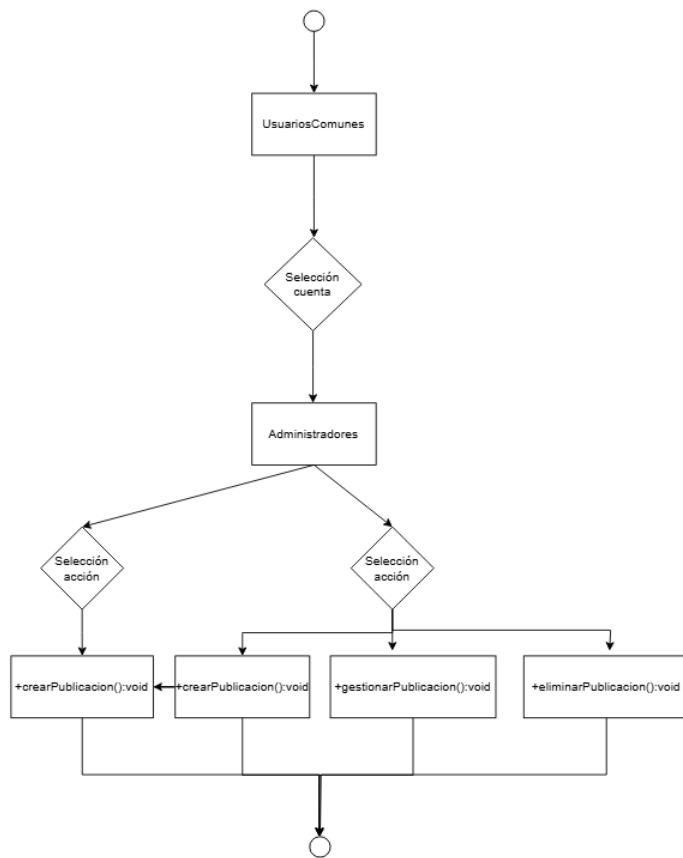 UsuariosComunes
Selección
cuenta
Administradores
Selección
acción
Selección
acción
+crearPublicacion():void
+crearPublicacion():void
+gestionarPublicacion():void
+eliminarPublicacion():void